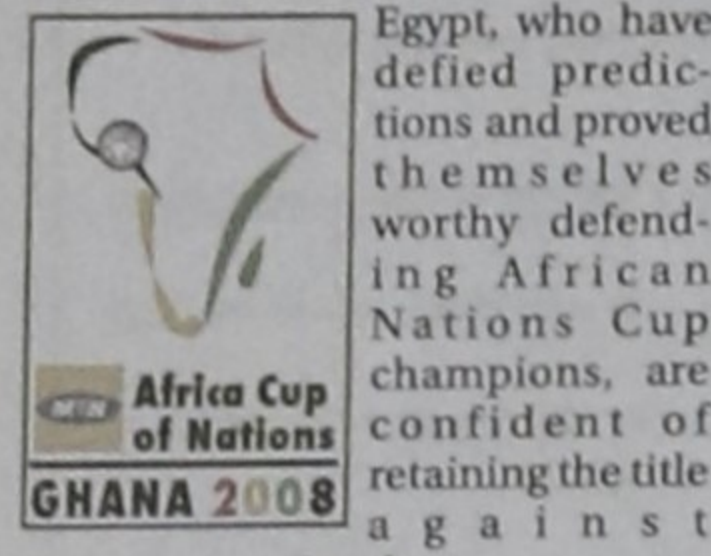 MTN
Africa Cup
of Nations
GHANA 2008
Egypt, who have
defied predic-
tions and proved
themselves
worthy defend-
ing African
Nations Cup
champions, are
confident of
retaining the title
against